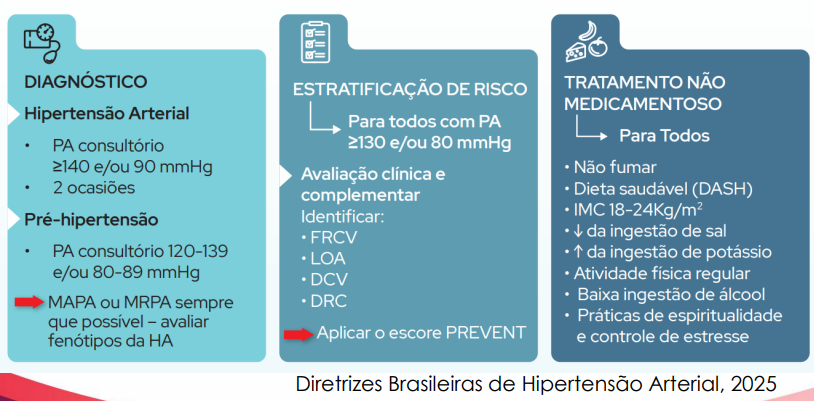 DIAGNÓSTICO
Hipertensão Arterial
• PA consultório
≥140 e/ou 90 mmHg
• 2 ocasiões
Pré-hipertensão
• PA consultório 120-139
e/ou 80-89 mmHg
MAPA ou MRPA sempre
que possível – avaliar
fenótipos da HA
ESTRATIFICAÇÃO DE RISCO
Para todos com PA
≥130 e/ou 80 mmHg
Avaliação clínica e
complementar
Identificar:
• FRCV
• LOA
• DCV
• DRC
Aplicar o escore PREVENT
TRATAMENTO NÃO
MEDICAMENTOSO
Para Todos
• Não fumar
• Dieta saudável (DASH)
• IMC 18-24Kg/m²
• ↓ da ingestão de sal
• ↑ da ingestão de potássio
• Atividade física regular
• Baixa ingestão de álcool
• Práticas de espiritualidade
e controle de estresse
Diretrizes Brasileiras de Hipertensão Arterial, 2025